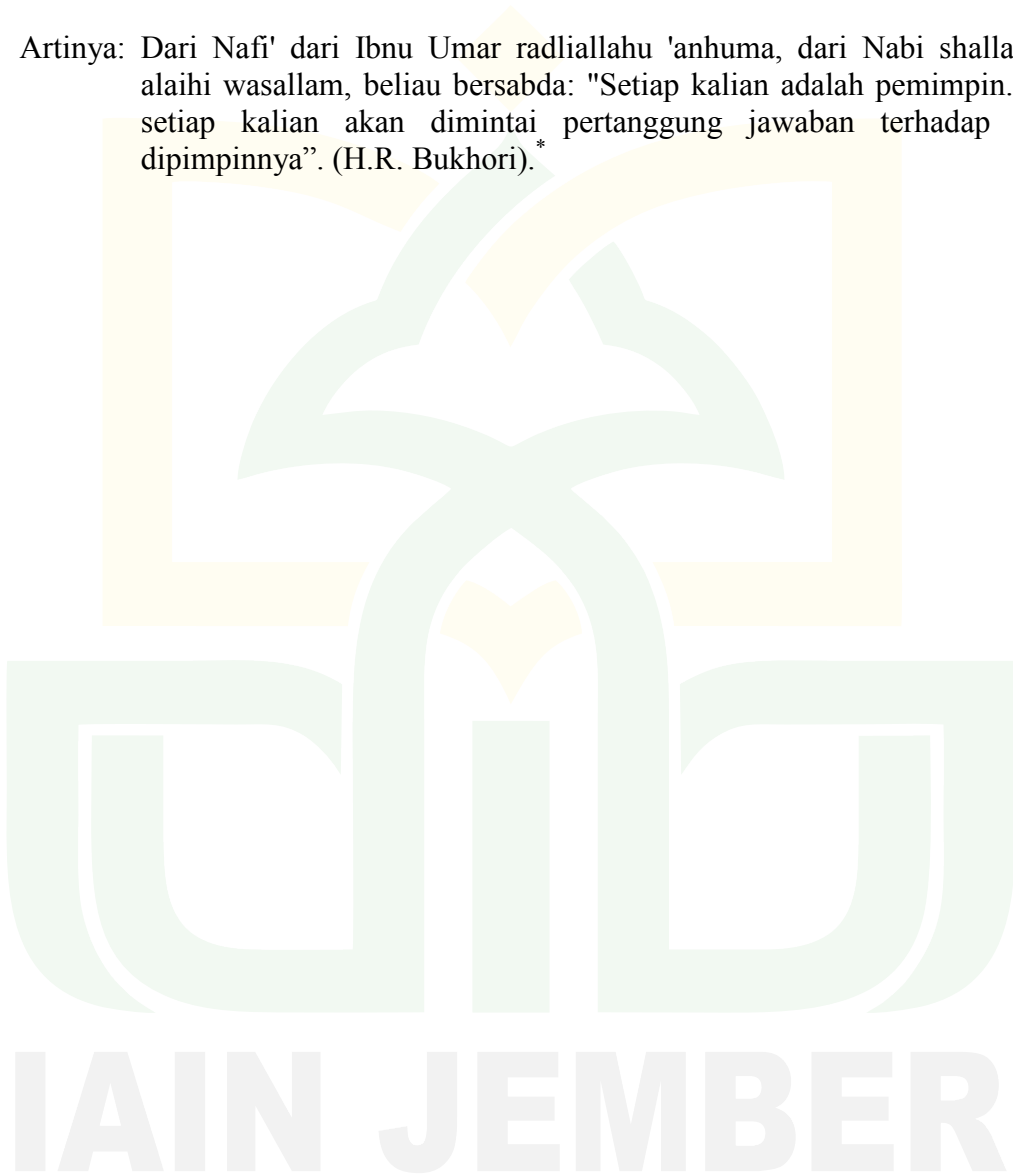 Artinya: Dari Nafi' dari Ibnu Umar radliallahu 'anhuma, dari Nabi shalla
alaihi wasallam, beliau bersabda: "Setiap kalian adalah pemimpin.
setiap kalian akan dimintai pertanggung jawaban terhadap
dipimpinnya”. (H.R. Bukhori).*
IAIN JEMBER